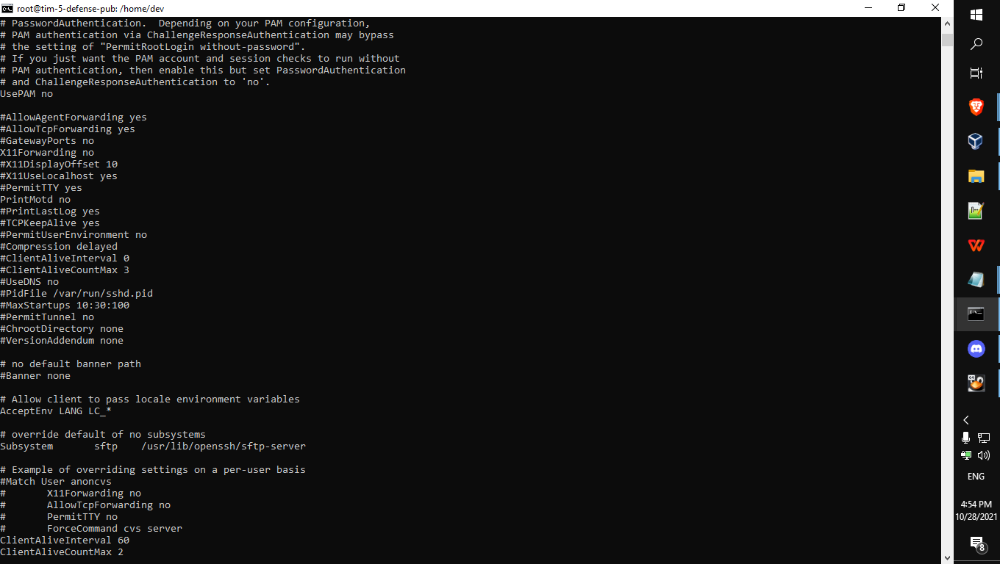 root@tim-5-defense-pub: /home/dev
# PasswordAuthentication.  Depending on your PAM configuration,
# PAM authentication via ChallengeResponseAuthentication may bypass
# the setting of "PermitRootLogin without-password".
# If you just want the PAM account and session checks to run without
# PAM authentication, then enable this but set PasswordAuthentication
# and ChallengeResponseAuthentication to 'no'.
UsePAM no

#AllowAgentForwarding yes
#AllowTcpForwarding yes
#GatewayPorts no
X11Forwarding no
#X11DisplayOffset 10
#X11UseLocalhost yes
#PermitTTY yes
PrintMotd no
#PrintLastLog yes
#TCPKeepAlive yes
#PermitUserEnvironment no
#Compression delayed
#ClientAliveInterval 0
#ClientAliveCountMax 3
#UseDNS no
#PidFile /var/run/sshd.pid
#MaxStartups 10:30:100
#PermitTunnel no
#ChrootDirectory none
#VersionAddendum none

# no default banner path
#Banner none

# Allow client to pass locale environment variables
AcceptEnv LANG LC_*

# override default of no subsystems
Subsystem       sftp    /usr/lib/openssh/sftp-server

# Example of overriding settings on a per-user basis
#Match User anoncvs
#       X11Forwarding no
#       AllowTcpForwarding no
#       PermitTTY no
#       ForceCommand cvs server
ClientAliveInterval 60
ClientAliveCountMax 2
ENG
4:54 PM
10/28/2021
8